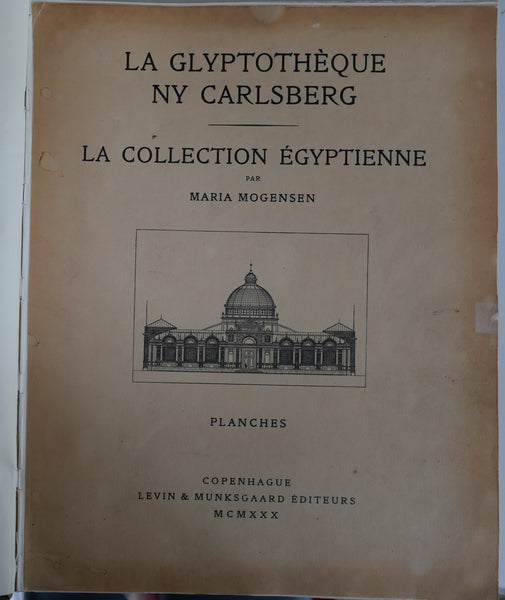 LA GLYPTOTHÈQUE
NY CARLSBERG
LA COLLECTION ÉGYPTIENNE
PAR
MARIA MOGENSEN
PLANCHES
COPENHAGUE
LEVIN & MUNKSGAARD ÉDITEURS
MCMXXX